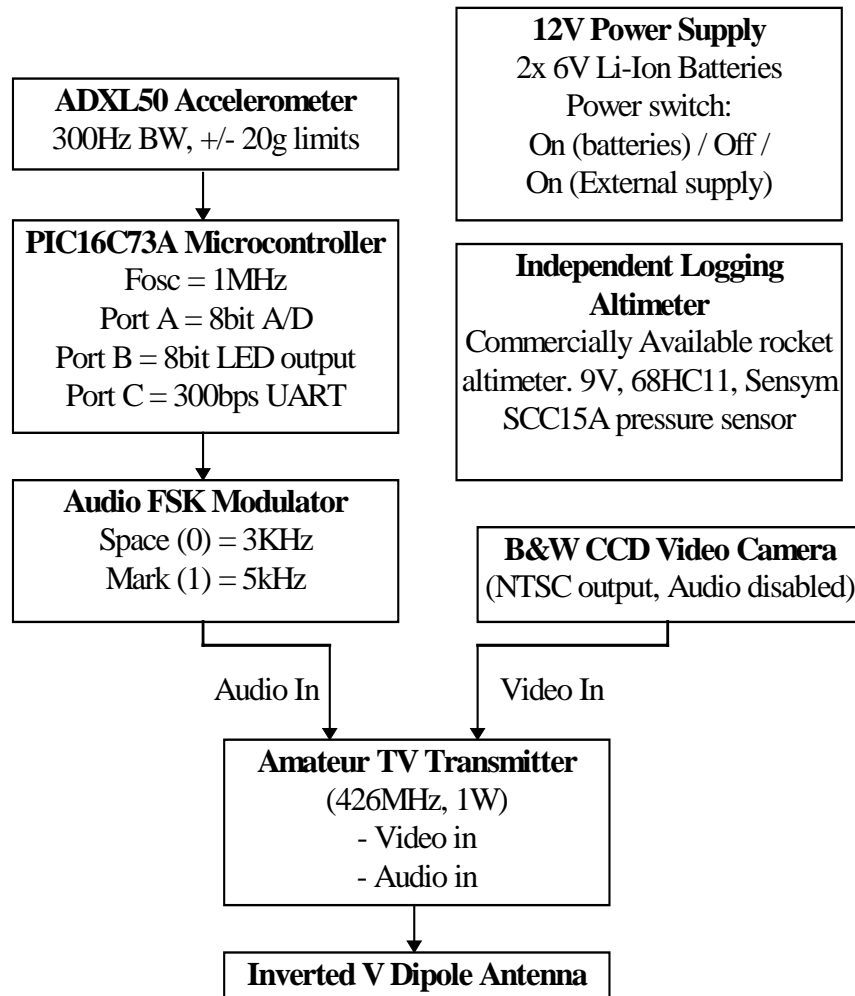 ADXL50 Accelerometer
300Hz BW, +/- 20g limits
PIC16C73A Microcontroller
Fosc = 1MHz
Port A = 8bit A/D
Port B = 8bit LED output
Port C = 300bps UART
Audio FSK Modulator
Space (0) = 3KHz
Mark (1) = 5kHz
12V Power Supply
2x 6V Li-Ion Batteries
Power switch:
On (batteries) / Off /
On (External supply)
Independent Logging
Altimeter
Commercially Available rocket
altimeter. 9V, 68HC11, Sensym
SCC15A pressure sensor
B&W CCD Video Camera
(NTSC output, Audio disabled)
Audio In
Video In
Amateur TV Transmitter
(426MHz, 1W)
- Video in
- Audio in
Inverted V Dipole Antenna